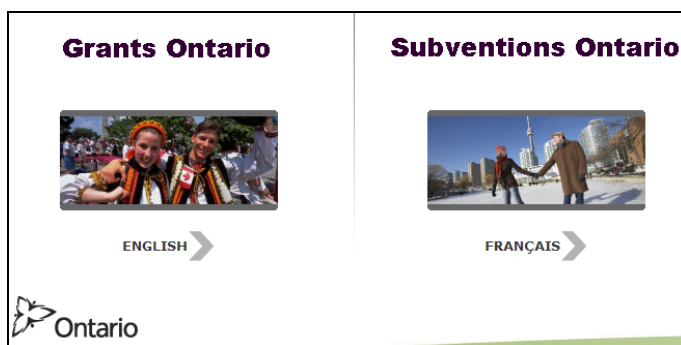 Grants Ontario
Subventions Ontario
ENGLISH
FRANÇAIS
Ontario